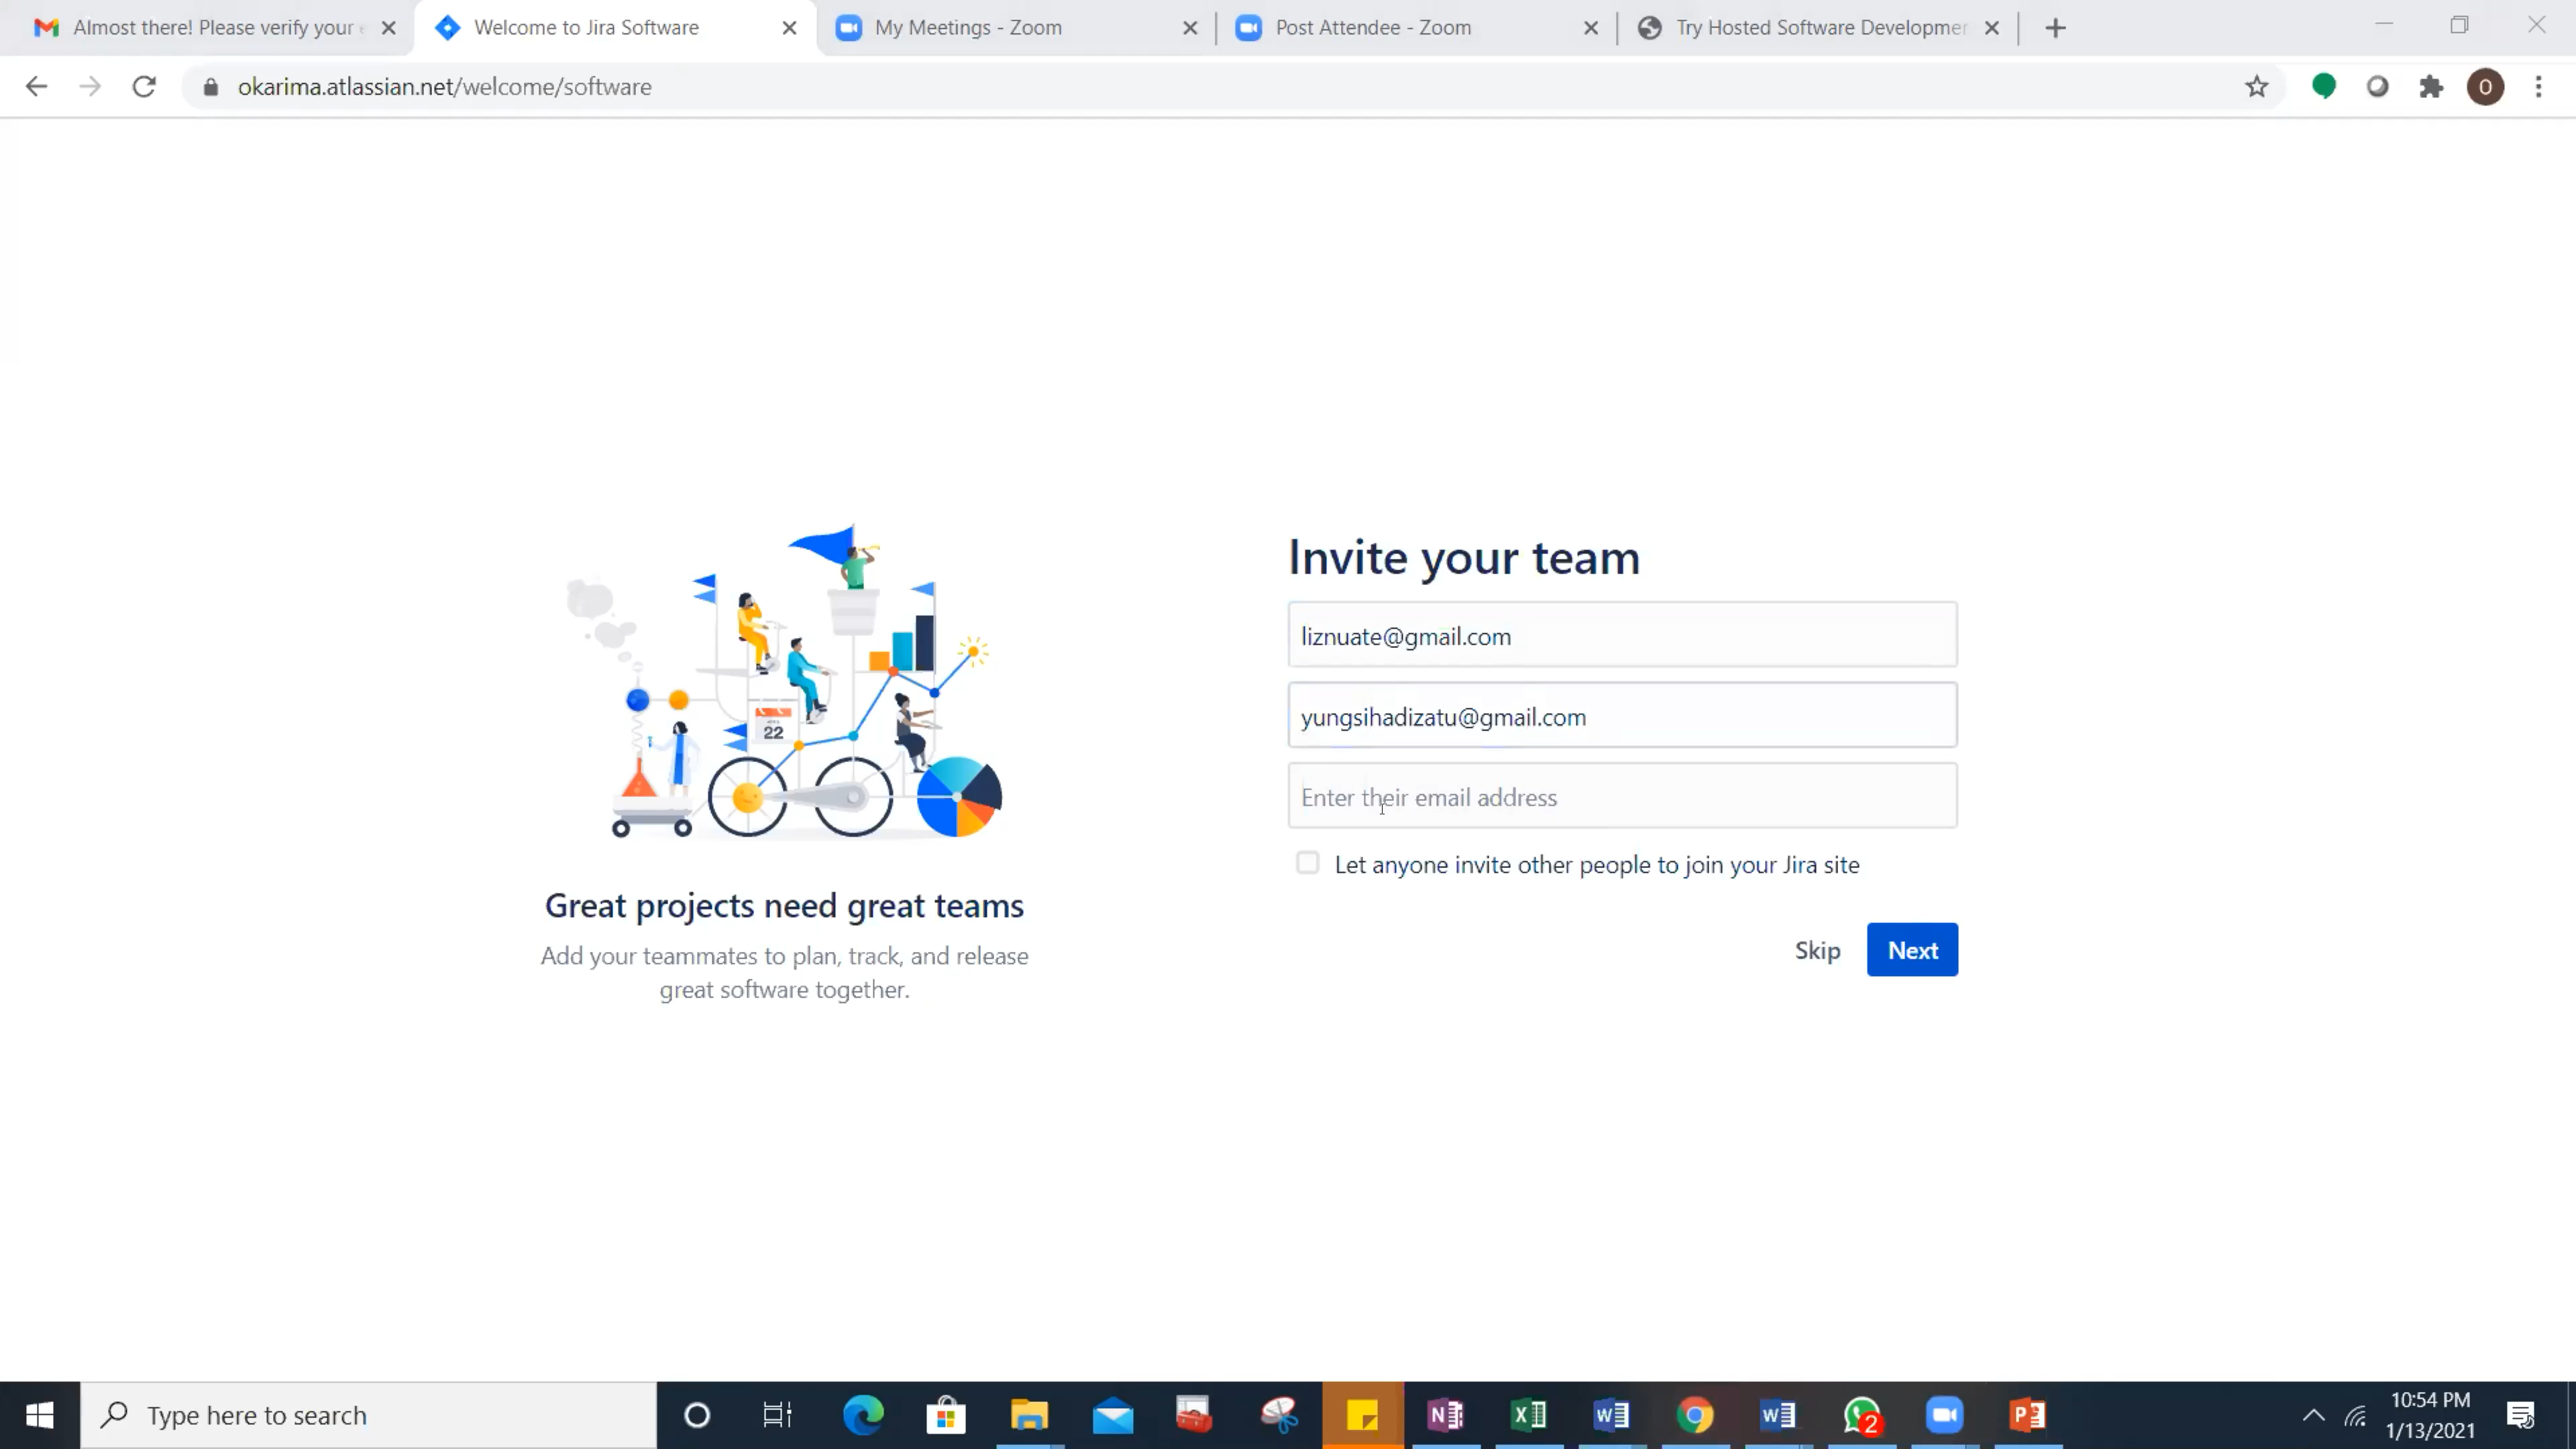 Almost there! Please verify your e
Welcome to Jira Software
My Meetings - Zoom
Post Attendee - Zoom
Try Hosted Software Developmen
okarima.atlassian.net/welcome/software
O
22
Great projects need great teams
Add your teammates to plan, track, and release
great software together.
Invite your team
liznuate@gmail.com
yungsihadizatu@gmail.com
Enter their email address
Let anyone invite other people to join your Jira site
Skip
Next
Type here to search
2
10:54 PM
1/13/2021